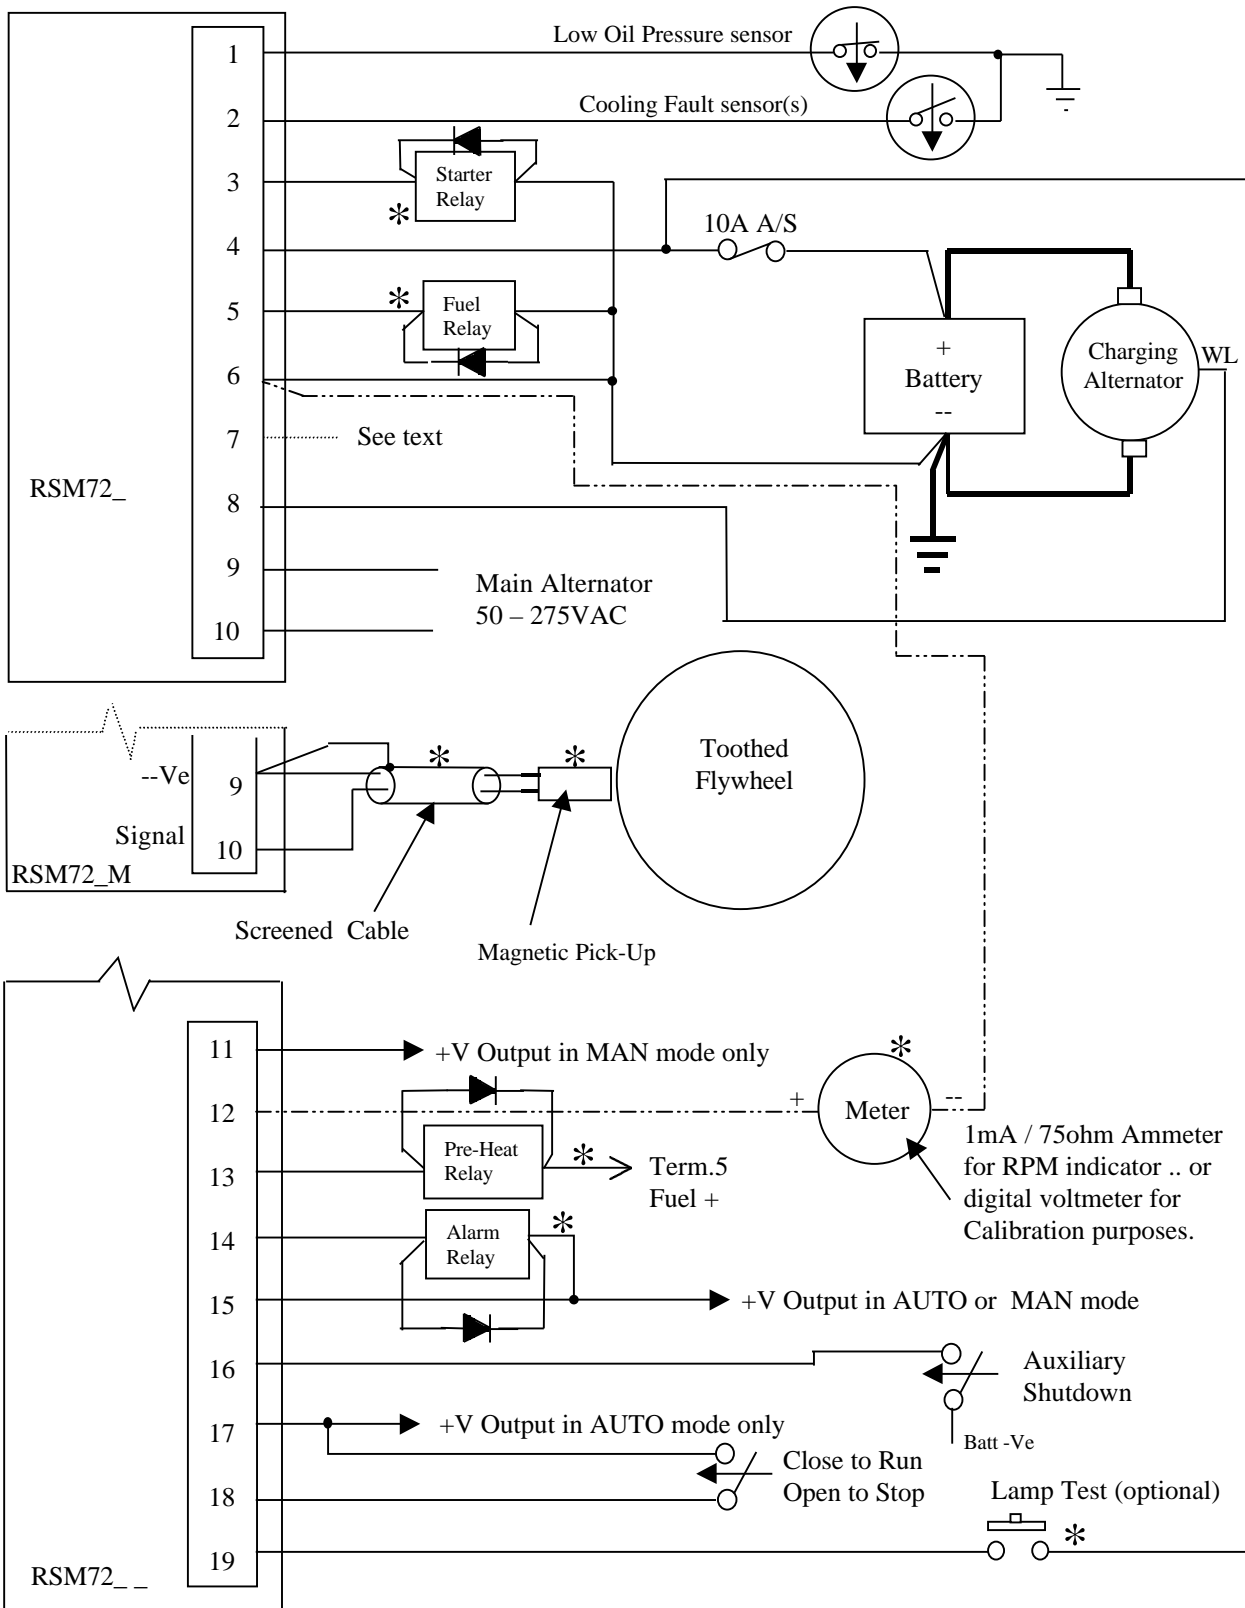 Low Oil Pressure sensor
1
Cooling Fault sensor(s)
2
Starter
Relay
3
*
10A A/S
4
*
Fuel
Relay
5
+
Battery
--
Charging
Alternator
WL
6
7
See text
RSM72_
8
9
Main Alternator
50 – 275VAC
10
--Ve
9
*
*
Toothed
Flywheel
Signal
10
RSM72_M
Screened Cable
Magnetic Pick-Up
11
+V Output in MAN mode only
*
12
+
Meter
--
1mA / 75ohm Ammeter
for RPM indicator .. or
digital voltmeter for
Calibration purposes.
13
Pre-Heat
Relay
*
Term.5
Fuel +
14
Alarm
Relay
*
15
+V Output in AUTO or MAN mode
16
Auxiliary
Shutdown
Batt -Ve
17
+V Output in AUTO mode only
Close to Run
Open to Stop
18
Lamp Test (optional)
*
19
RSM72_ _